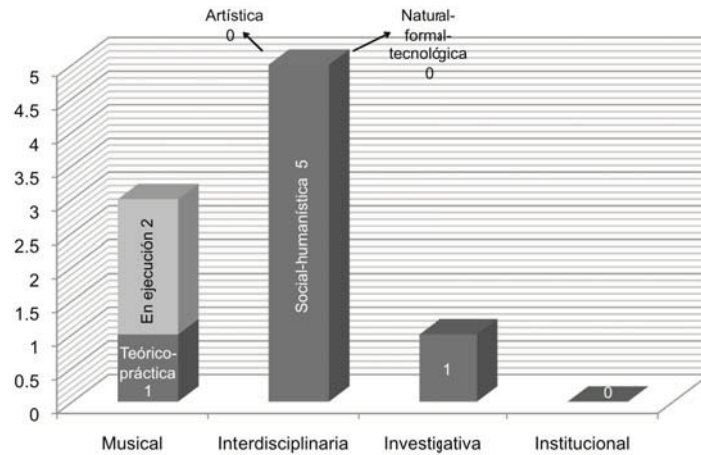 Artística
0
Natural-
formal-
tecnológica
0
5
4.5
4
3.5
3
2.5
2
1.5
1
0.5
0
En ejecución 2
Teórico-
práctica
1
Social-humanística 5
1
0
Musical
Interdisciplinaria
Investigativa
Institucional